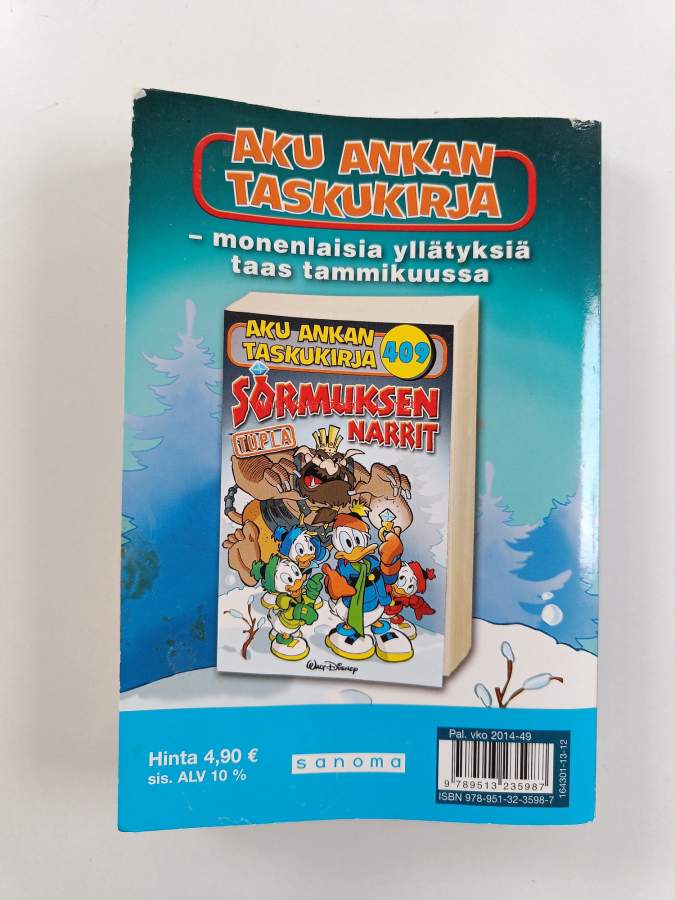 AKU ANKAN
TASKUKIRJA
– monenlaisia yllätyksiä
taas tammikuussa
AKU ANKAN
TASKUKIRJA
409
SORMUKSEN
NARRIT
TUPLA
Walt Disney
Hinta 4,90 €
sis. ALV 10 %
sanoma
Pal. vko 2014-49
9 789513 235987
ISBN 978-951-32-3598-7
164301-13-12